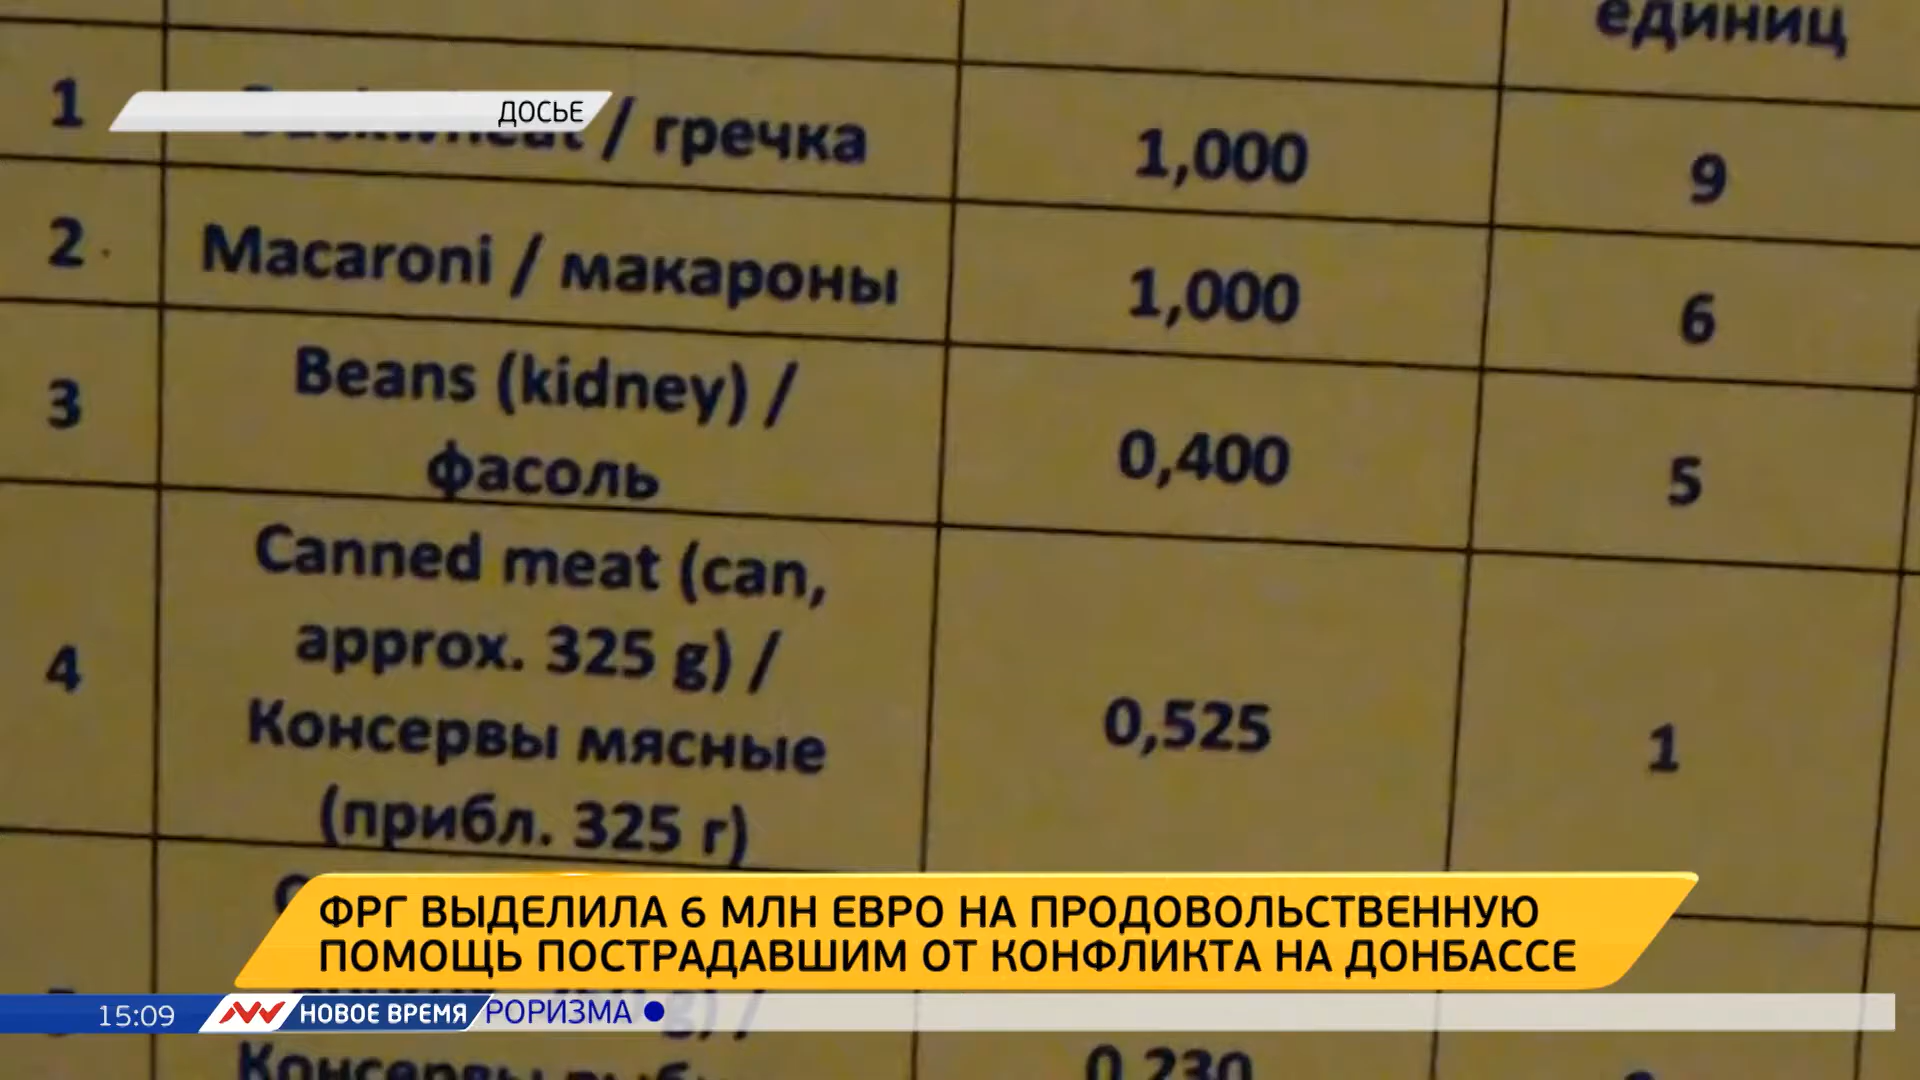 единиц
1
ДОСЬЕ
/ гречка
1,000
9
2
Macaroni / макароны
1,000
6
3
Beans (kidney) /
фасоль
0,400
5
4
Canned meat (can,
approx. 325 g) /
Консервы мясные
(прибл. 325 г)
0,525
1
ФРГ ВЫДЕЛИЛА 6 МЛН ЕВРО НА ПРОДОВОЛЬСТВЕННУЮ
ПОМОЩЬ ПОСТРАДАВШИМ ОТ КОНФЛИКТА НА ДОНБАССЕ
15:09
НОВОЕ ВРЕМЯ
РОРИЗМА
Консервы
0,230